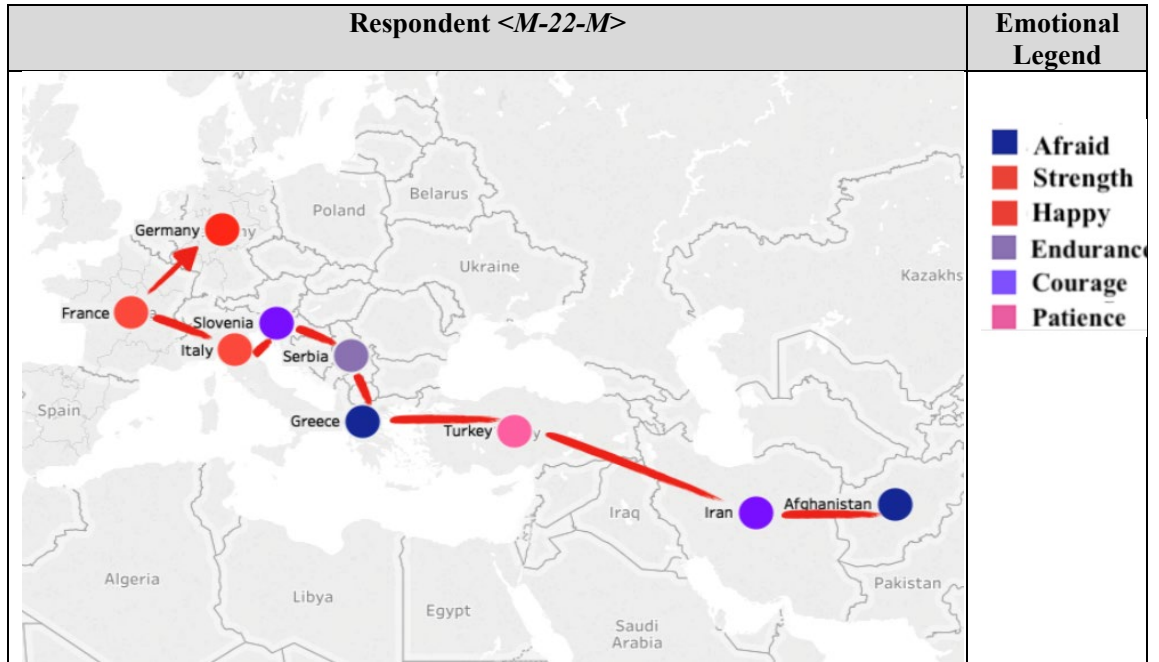 Respondent <M-22-M>
Emotional
Legend
Afraid
Strength
Happy
Endurance
Courage
Patience
Belarus
Poland
Germany
Ukraine
Kazakhs
France
Slovenia
Italy
Serbia
Spain
Greece
Turkey
Afghanistan
Iran
Iraq
Algeria
Libya
Egypt
Pakistan
Saudi
Arabia